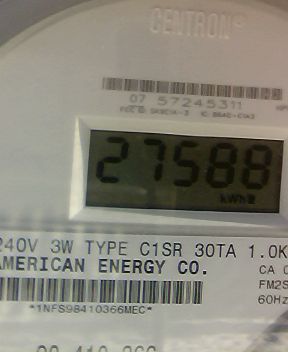 CENTRON®
07 57245311
27588
kWh
240V 3W TYPE C1SR 30TA 1.0K
AMERICAN ENERGY CO.
CA
FM2S
60Hz
*1NFS98410366MEC*